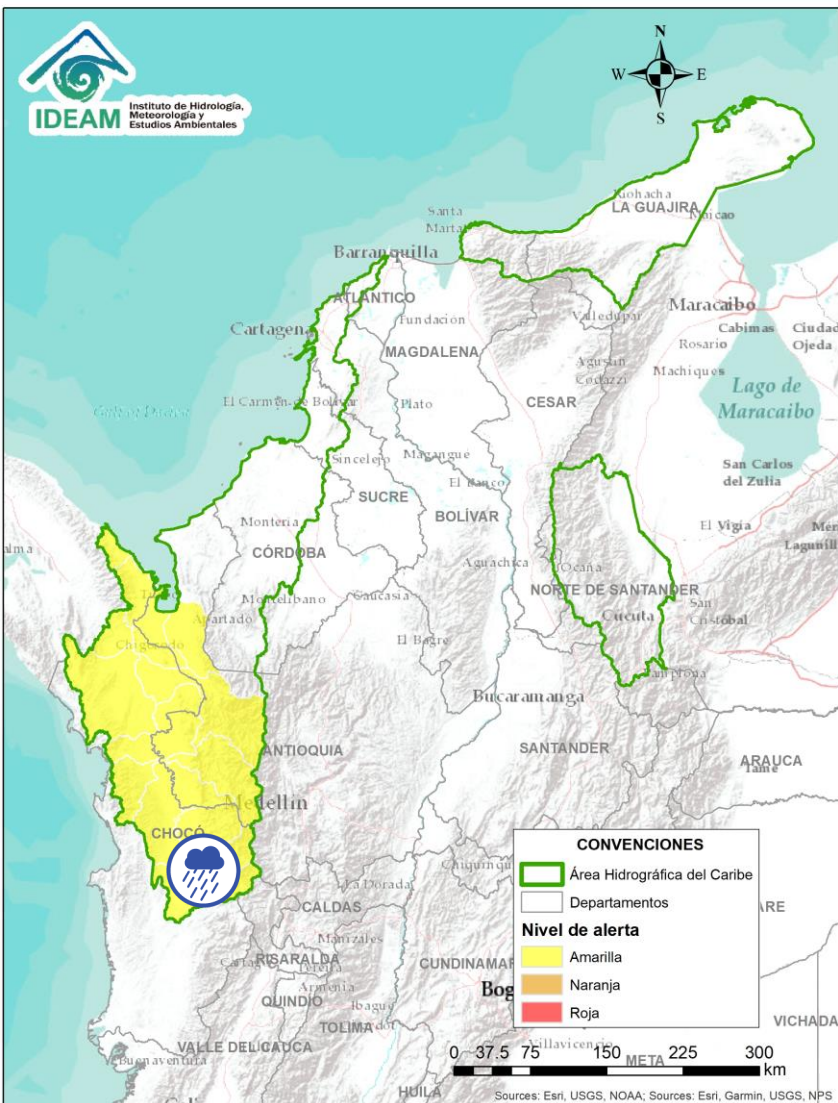 IDEAM
Instituto de Hidrología,
Meteorología y
Estudios Ambientales
N
W
E
S
Riohacha
LA GUAJIRA
Maicao
Santa
Marta
Barranquilla
ATLÁNTICO
Maracaibo
Cartagena
Fundación
Valledupar
Cabimas
Ciudad
Ojeda
Rosario
MAGDALENA
Agustín
Codazzi
Machiques
Lago de
Maracaibo
El Carmen de Bolívar
Plato
CESAR
Sincelejo
Magangué
San Carlos
del Zulia
El Banco
SUCRE
BOLÍVAR
Montería
El Vigía
CÓRDOBA
Aguachica
Ocaña
NORTE DE SANTANDER
Montelíbano
Caucasia
Apartadó
Cucuta
San
Cristóbal
El Bagre
Chigorodó
Pamplona
Bucaramanga
ANTIOQUIA
SANTANDER
ARAUCA
Tame
Medellín
CHOCÓ
La Dorada
CALDAS
Manizales
RISARALDA
Pereira
CUNDINAMAR
Armenia
QUINDÍO
Ibagué
Bog
TOLIMA
VALLE DEL CAUCA
Buenaventura
Villavicencio
META
HUILA
VICHADA
CONVENCIONES
Área Hidrográfica del Caribe
Departamentos
Nivel de alerta
Amarilla
Naranja
Roja
0 37.5 75 150 225 300
km
Sources: Esri, USGS, NOAA; Sources: Esri, Garmin, USGS, NPS